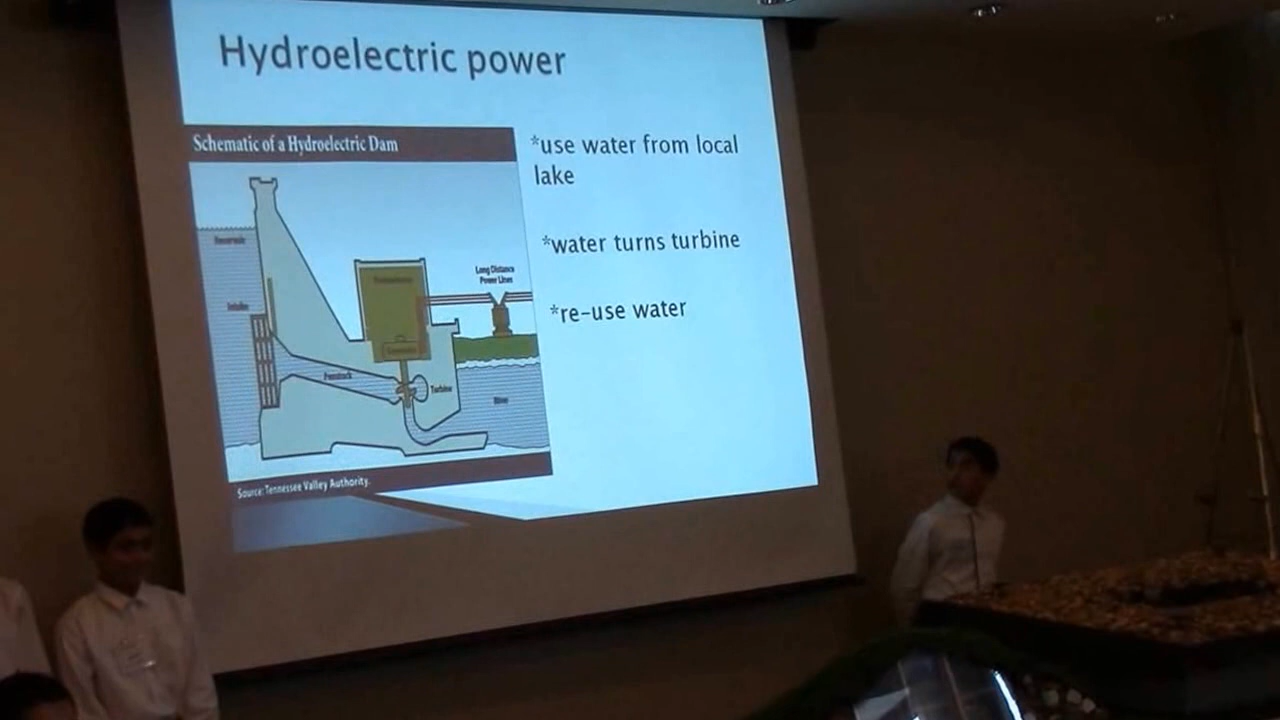 Hydroelectric power
Schematic of a Hydroelectric Dam
*use water from local
lake
*water turns turbine
*re-use water
Reservoir
Long Distance
Power Lines
Intake
Penstock
Turbine
River
Source: Tennessee Valley Authority.